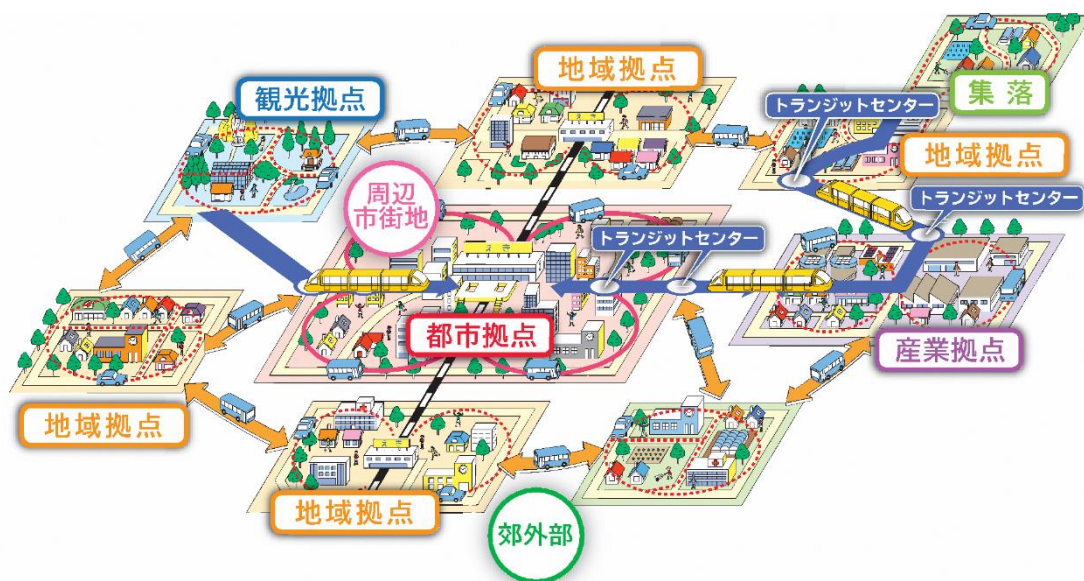 地域拠点
観光拠点
集 落
トランジットセンター
地域拠点
周辺
市街地
トランジットセンター
トランジットセンター
都市拠点
産業拠点
地域拠点
地域拠点
郊外部